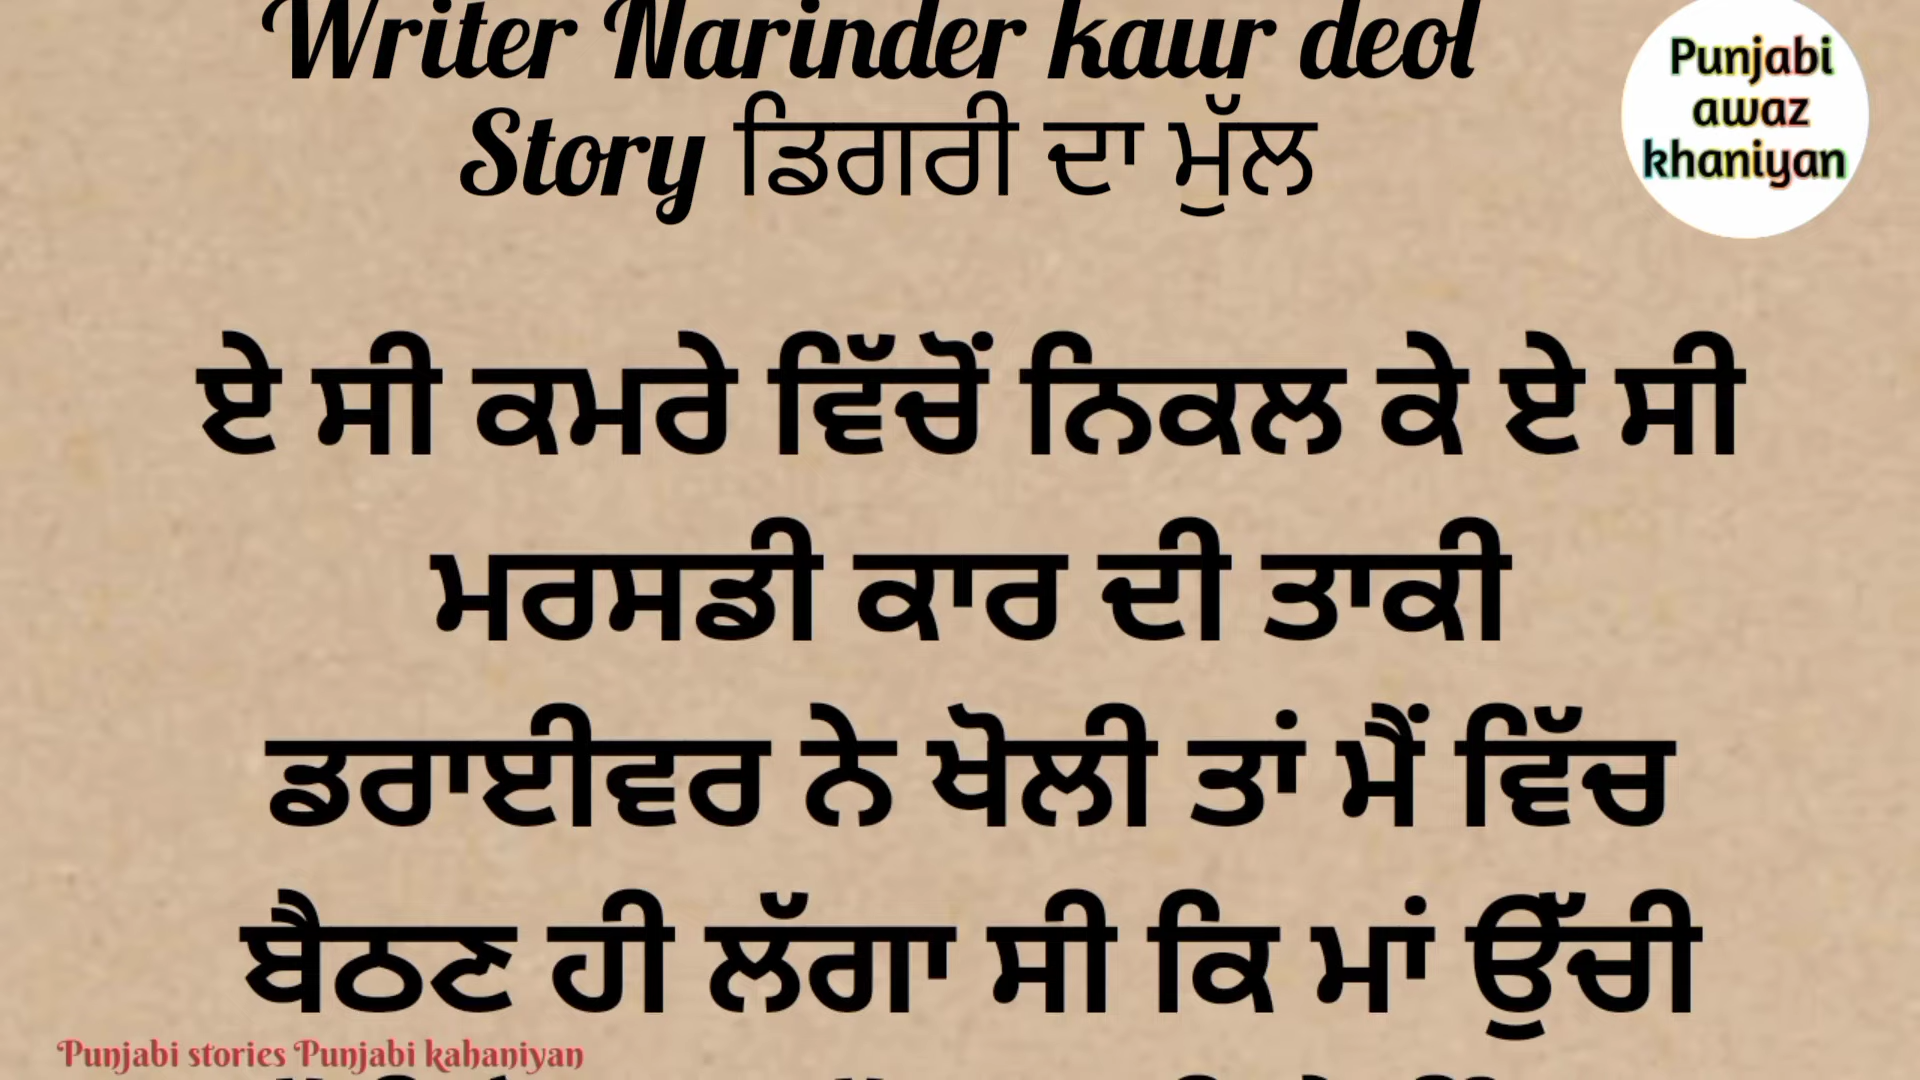 Writer Narinder kaur deol
Story ਡਿਗਰੀ ਦਾ ਮੁੱਲ
Punjabi
awaz
khaniyan
ਏ ਸੀ ਕਮਰੇ ਵਿੱਚੋਂ ਨਿਕਲ ਕੇ ਏ ਸੀ
ਮਰਸਡੀ ਕਾਰ ਦੀ ਤਾਕੀ
ਡਰਾਈਵਰ ਨੇ ਖੋਲੀ ਤਾਂ ਮੈਂ ਵਿੱਚ
ਬੈਠਣ ਹੀ ਲੱਗਾ ਸੀ ਕਿ ਮਾਂ ਉੱਚੀ
Punjabi stories Punjabi kahaniyan